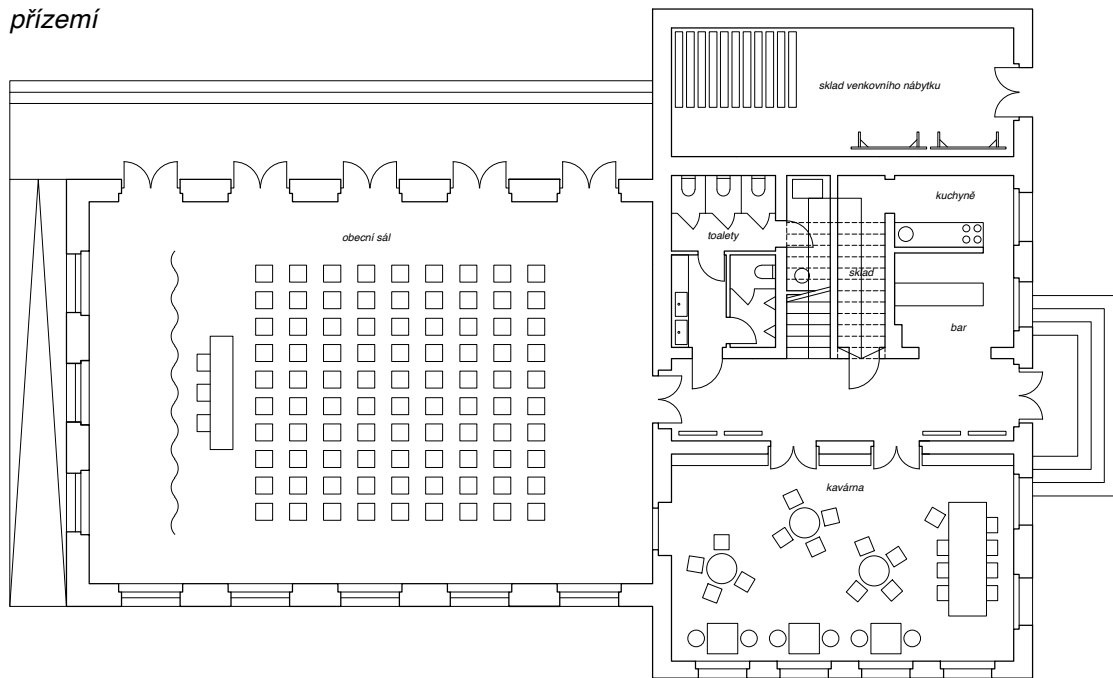 přízemí
sklad venkovního nábytku
kuchyně
toalety
obecní sál
sklad
bar
kavárna